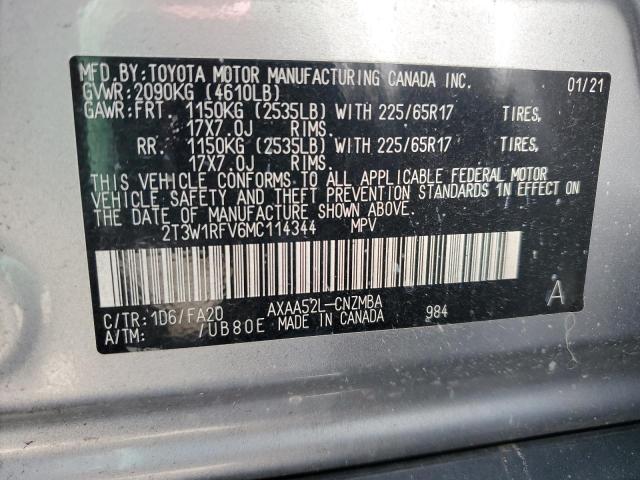 MFD.BY:TOYOTA MOTOR MANUFACTURING CANADA INC. 01/21
GVWR:2090KG (4610LB)
GAWR:FRT. 1150KG (2535LB) WITH 225/65R17 TIRES,
17X7.0J RIMS.
RR. 1150KG (2535LB) WITH 225/65R17 TIRES,
17X7.0J RIMS.
THIS VEHICLE CONFORMS TO ALL APPLICABLE FEDERAL MOTOR
VEHICLE SAFETY AND THEFT PREVENTION STANDARDS IN EFFECT ON
THE DATE OF MANUFACTURE SHOWN ABOVE.
2T3W1RFV6MC114344 MPV
C/TR:1D6/FA20 AXAA52L-CNZMBA 984 A
A/TM: /UB80E MADE IN CANADA